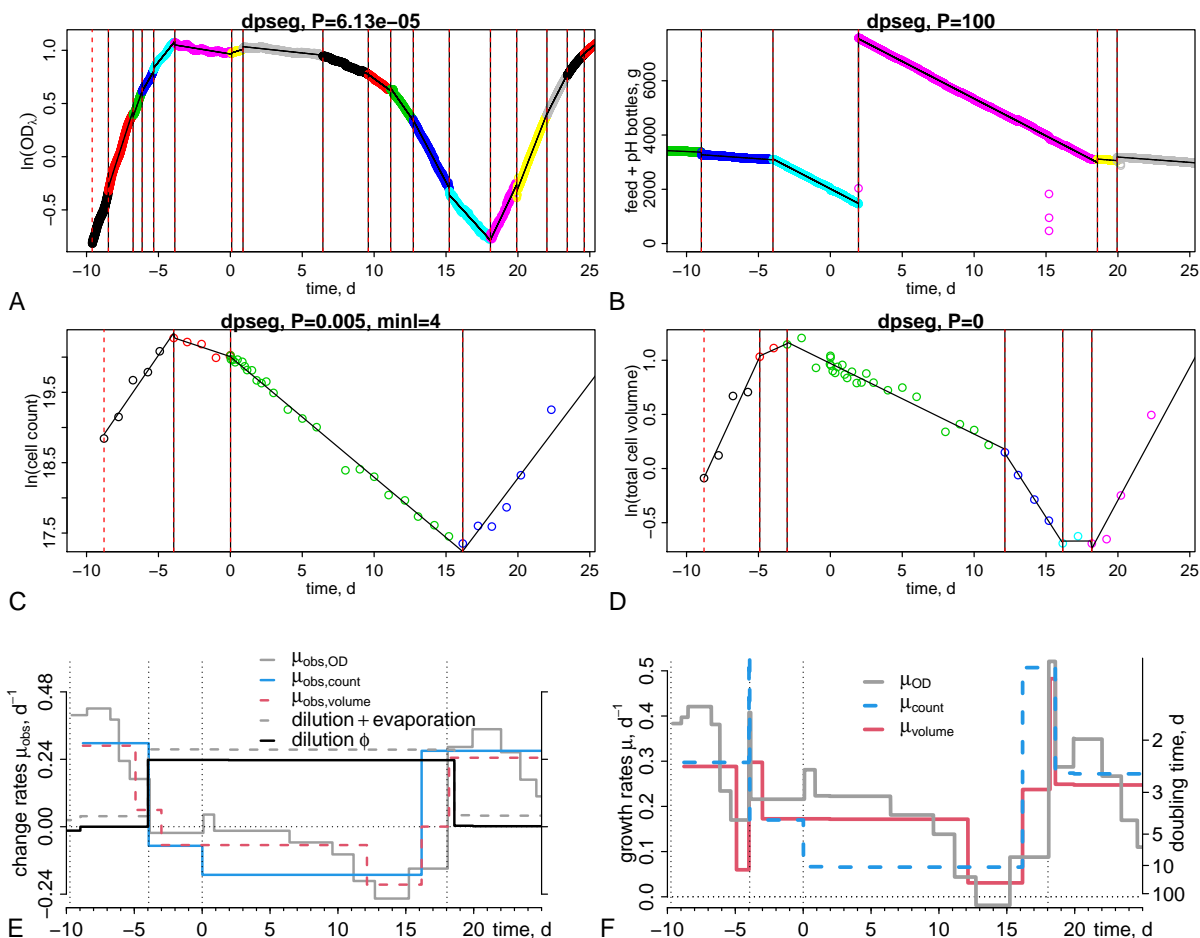 dpseg, P=6.13e−05
ln(ODλ)
1.0
0.5
0.0
−0.5
−10 −5 0 5 10 15 20 25
time, d
A
dpseg, P=100
feed + pH bottles, g
6000
4000
2000
0
−10 −5 0 5 10 15 20 25
time, d
B
dpseg, P=0.005, minl=4
ln(cell count)
19.5
18.5
17.5
−10 −5 0 5 10 15 20 25
time, d
C
dpseg, P=0
ln(total cell volume)
1.0
0.5
0.0
−0.5
−10 −5 0 5 10 15 20 25
time, d
D
change rates μobs, d−1
0.48
0.24
0.00
−0.24
μobs,OD
μobs,count
μobs,volume
dilution + evaporation
dilution ϕ
−10 −5 0 5 10 15 20 time, d
E
growth rates μ, d−1
0.5
0.4
0.3
0.2
0.1
0.0
μOD
μcount
μvolume
doubling time, d
2
3
5
10
100
−10 −5 0 5 10 15 20 time, d
F